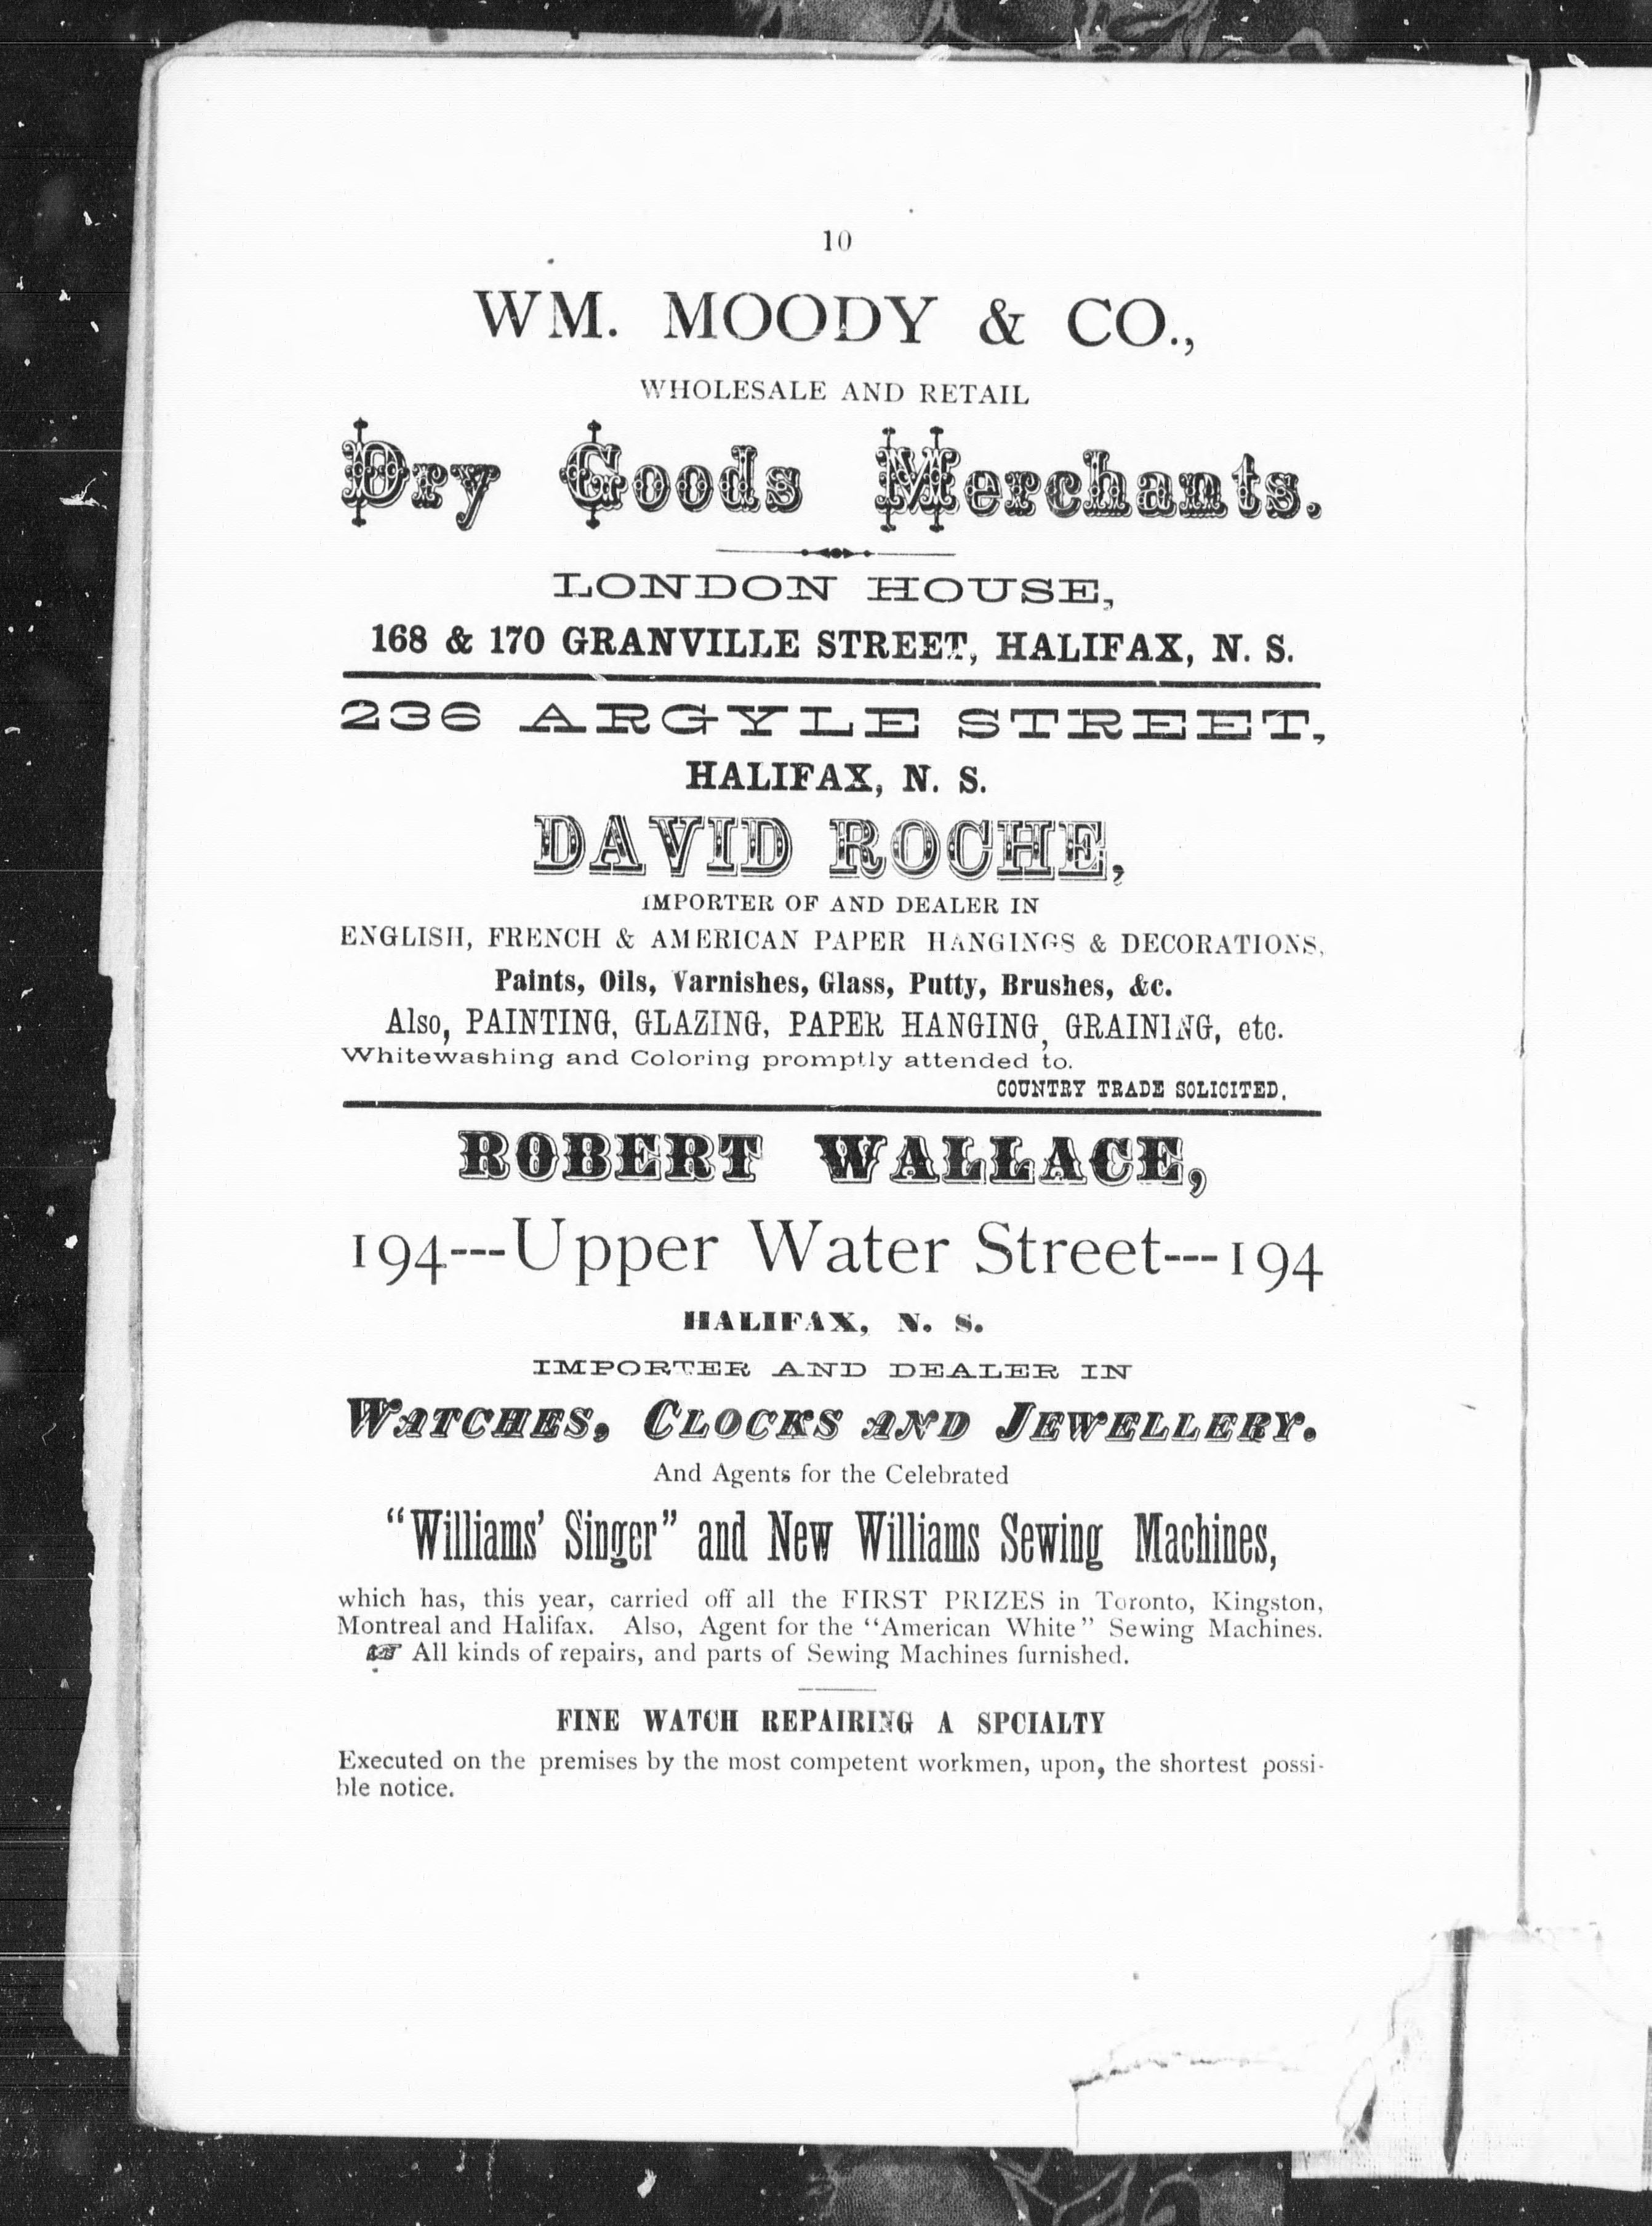 10
WM. MOODY & CO.,
WHOLESALE AND RETAIL
Dry Goods Merchants.
LONDON HOUSE,
168 & 170 GRANVILLE STREET, HALIFAX, N. S.
236 ARGYLE STREET,
HALIFAX, N. S.
DAVID ROCHE,
IMPORTER OF AND DEALER IN
ENGLISH, FRENCH & AMERICAN PAPER HANGINGS & DECORATIONS,
Paints, Oils, Varnishes, Glass, Putty, Brushes, &c.
Also, PAINTING, GLAZING, PAPER HANGING, GRAINING, etc.
Whitewashing and Coloring promptly attended to.
COUNTRY TRADE SOLICITED.
ROBERT WALLACE,
194---Upper Water Street---194
HALIFAX, N. S.
IMPORTER AND DEALER IN
WATCHES, CLOCKS AND JEWELLERY.
And Agents for the Celebrated
“Williams’ Singer” and New Williams Sewing Machines,
which has, this year, carried off all the FIRST PRIZES in Toronto, Kingston,
Montreal and Halifax. Also, Agent for the “American White” Sewing Machines.
☞ All kinds of repairs, and parts of Sewing Machines furnished.
FINE WATCH REPAIRING A SPCIALTY
Executed on the premises by the most competent workmen, upon, the shortest possi-
ble notice.